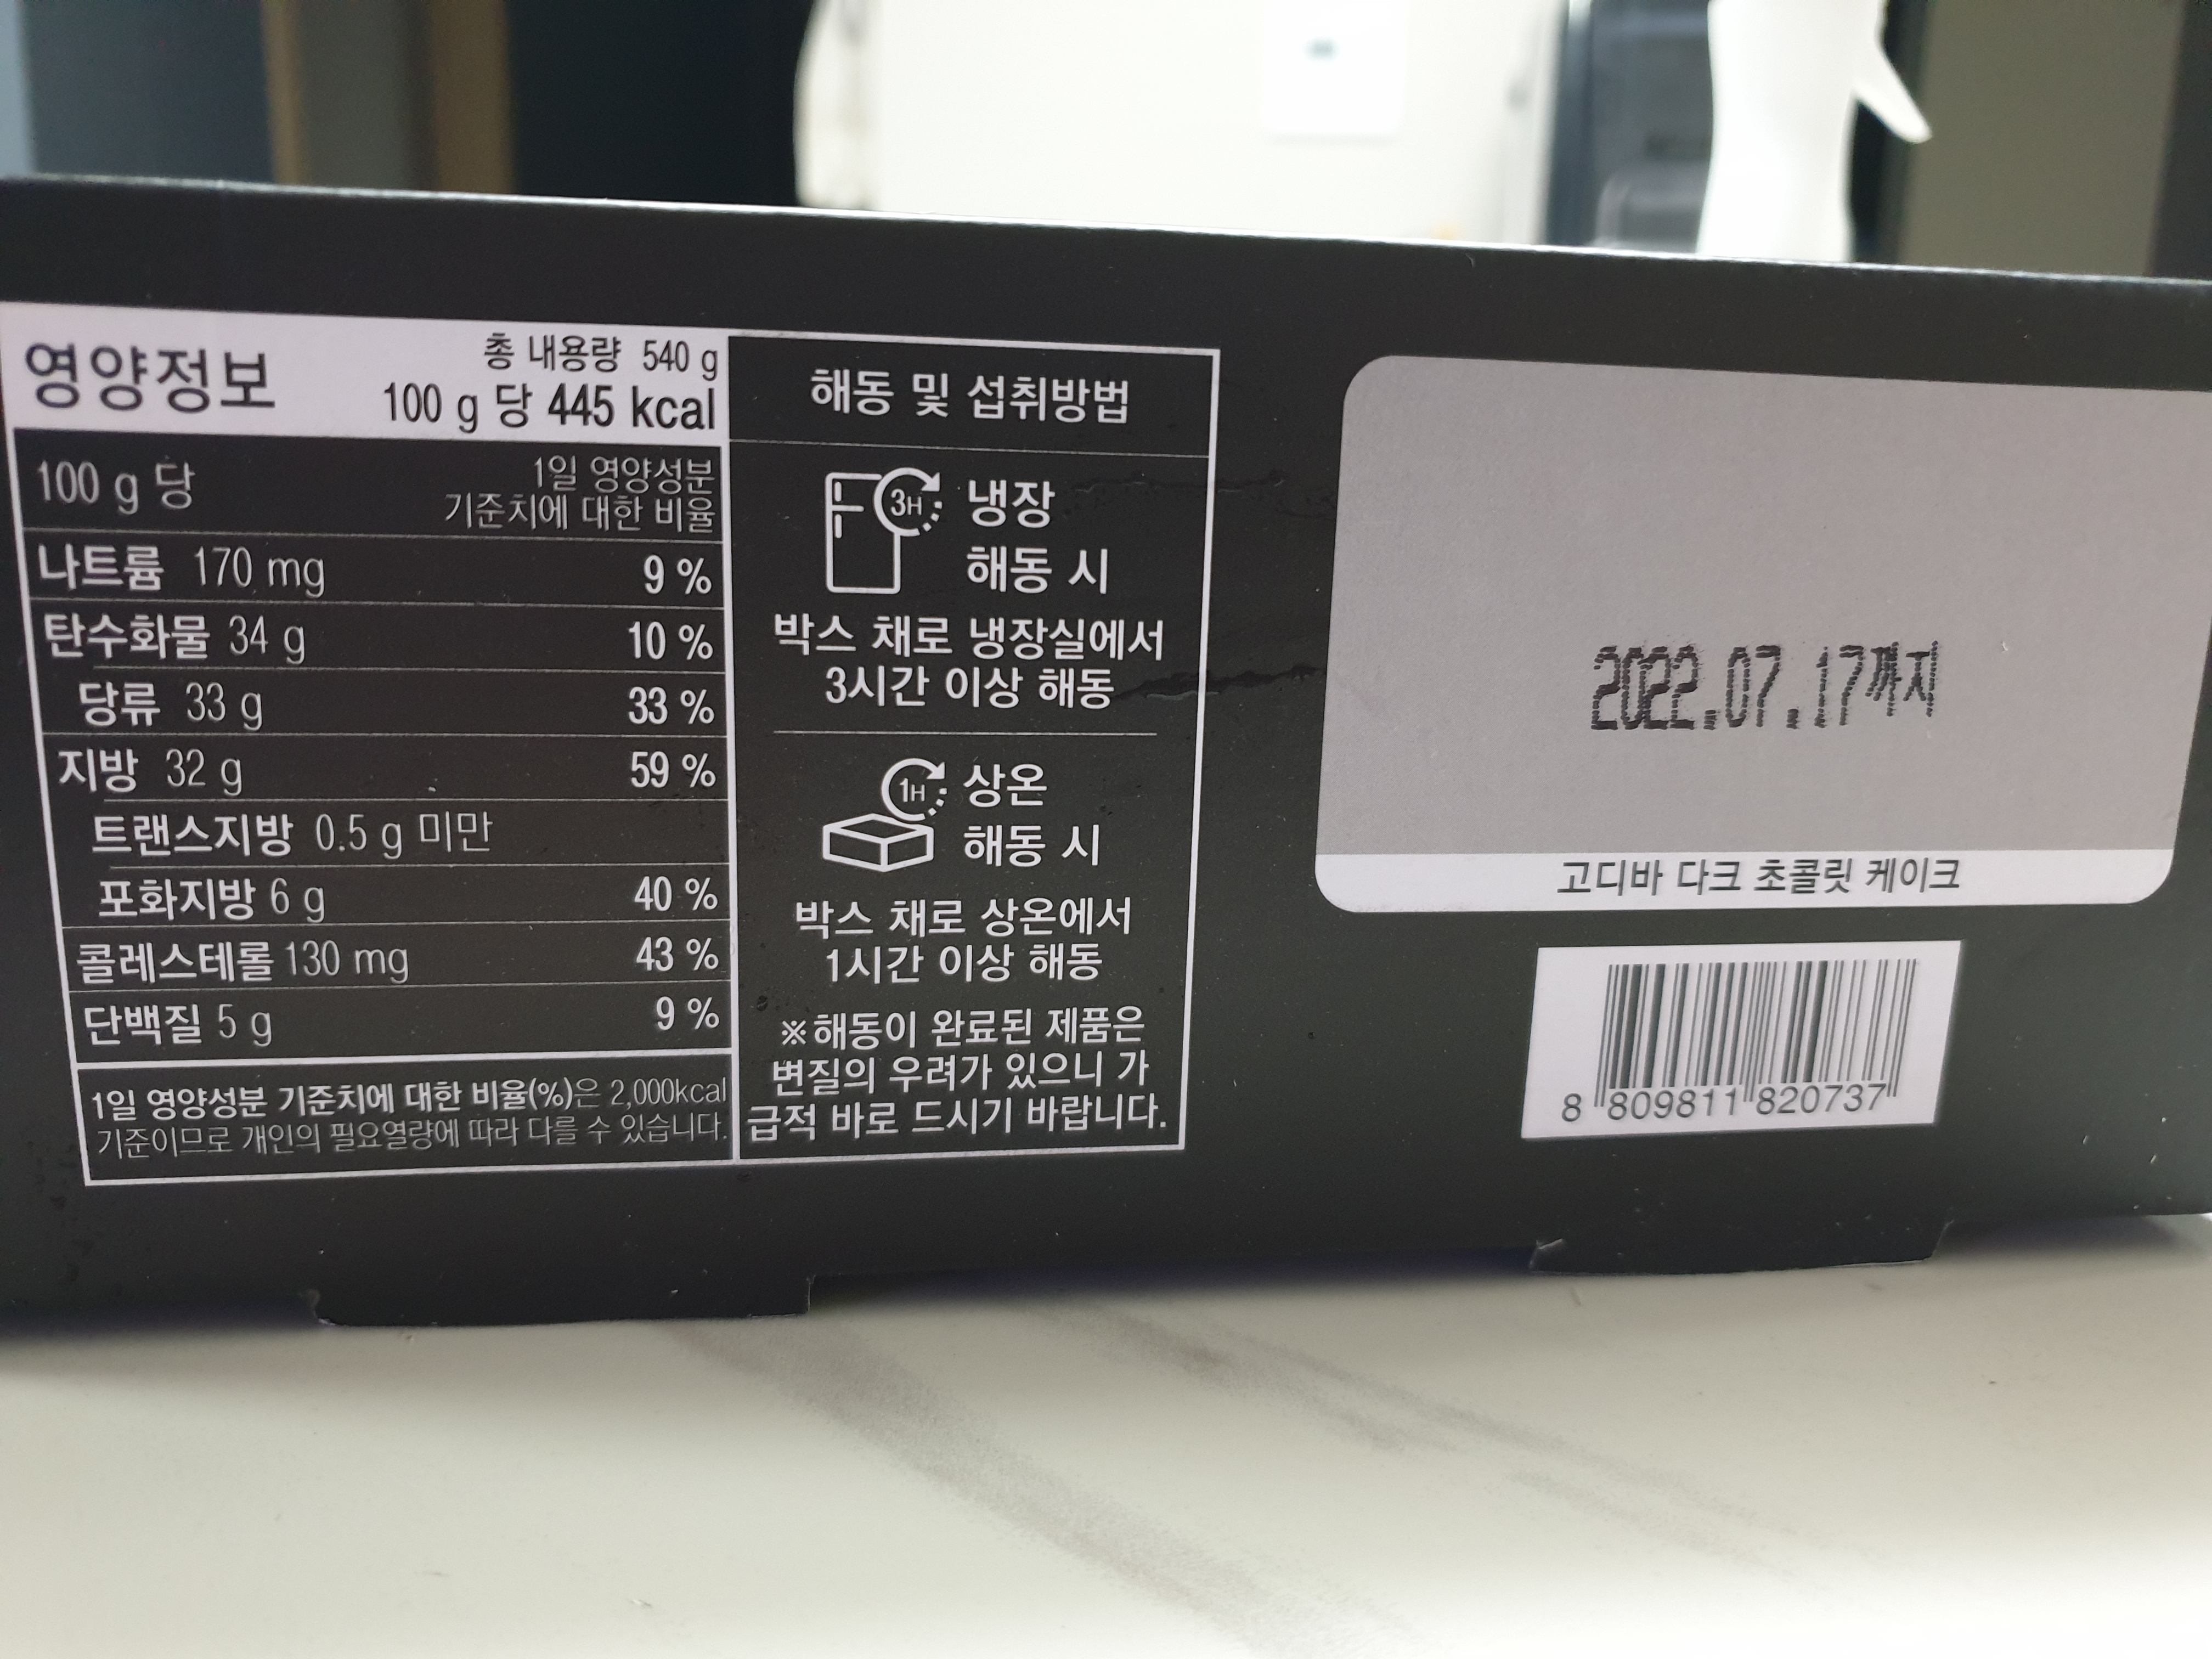 영양정보
총 내용량 540 g
100 g 당 445 kcal
100 g 당
1일 영양성분
기준치에 대한 비율
나트륨 170 mg 9 %
탄수화물 34 g 10 %
당류 33 g 33 %
지방 32 g 59 %
트랜스지방 0.5 g 미만
포화지방 6 g 40 %
콜레스테롤 130 mg 43 %
단백질 5 g 9 %
1일 영양성분 기준치에 대한 비율(%)은 2,000kcal
기준이므로 개인의 필요열량에 따라 다를 수 있습니다.
해동 및 섭취방법
3H 냉장
해동 시
박스 채로 냉장실에서
3시간 이상 해동
1H 상온
해동 시
박스 채로 상온에서
1시간 이상 해동
※해동이 완료된 제품은
변질의 우려가 있으니 가
급적 바로 드시기 바랍니다.
2022.07.17까지
고디바 다크 초콜릿 케이크
8 809811 820737